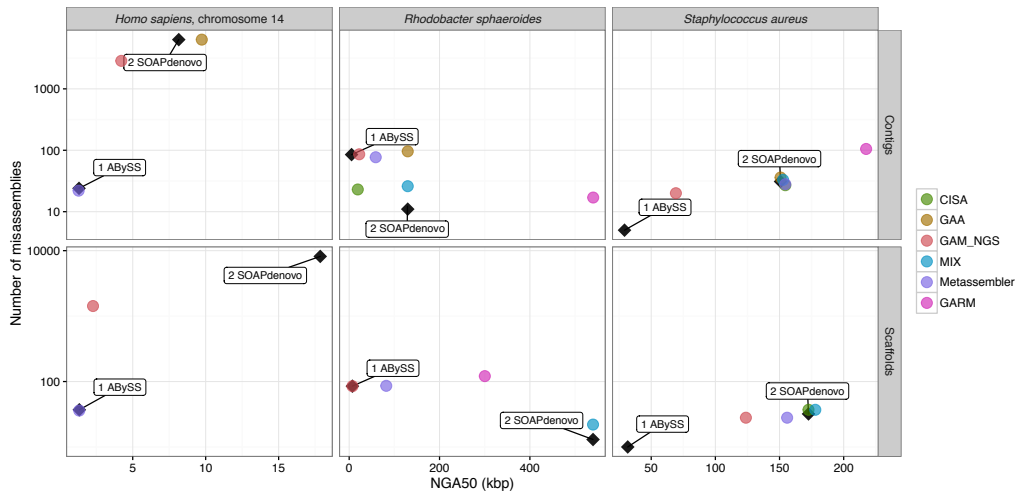 Homo sapiens, chromosome 14
Rhodobacter sphaeroides
Staphylococcus aureus
Number of misassemblies
1000
100
10
2 SOAPdenovo
1 ABySS
1 ABySS
2 SOAPdenovo
2 SOAPdenovo
1 ABySS
Contigs
10000
100
2 SOAPdenovo
1 ABySS
1 ABySS
2 SOAPdenovo
2 SOAPdenovo
1 ABySS
Scaffolds
5 10 15
0 200 400
50 100 150 200
NGA50 (kbp)
CISA
GAA
GAM_NGS
MIX
Metassembler
GARM